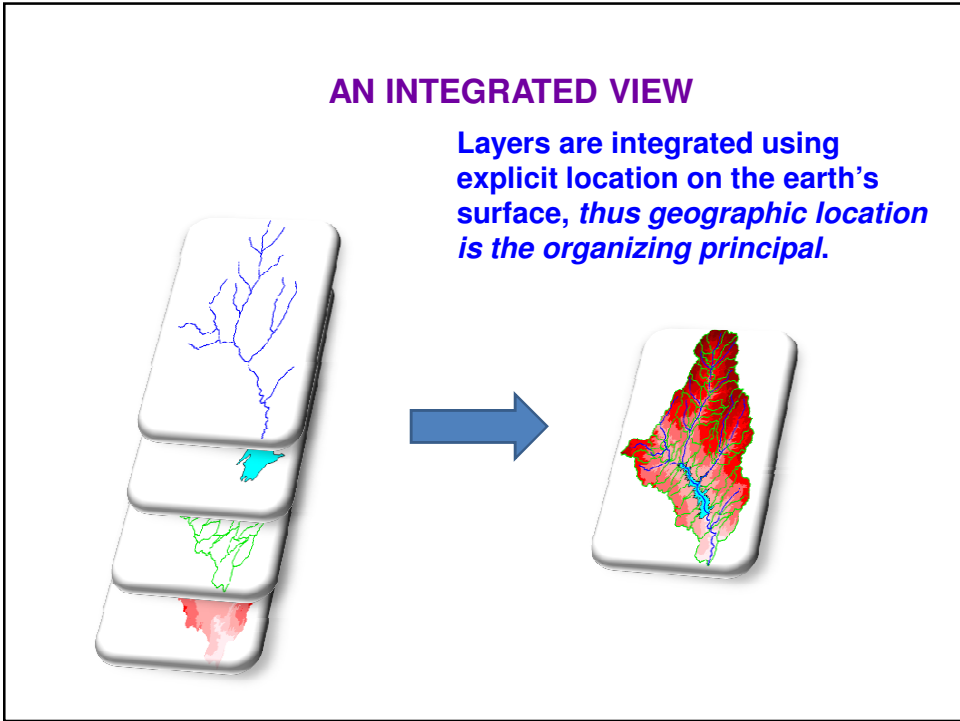 AN INTEGRATED VIEW
Layers are integrated using
explicit location on the earth’s
surface, thus geographic location
is the organizing principal.